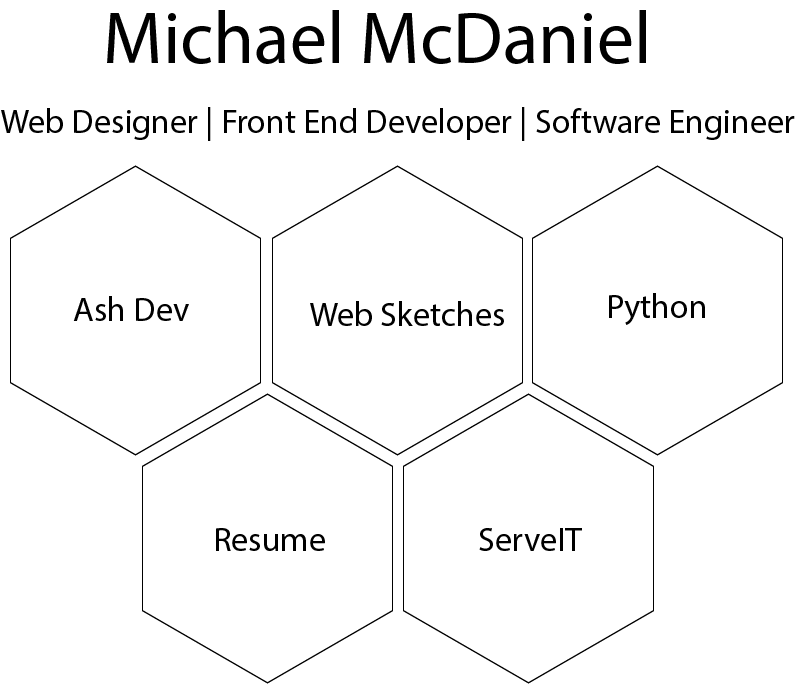 Michael McDaniel
Web Designer | Front End Developer | Software Engineer
Ash Dev
Web Sketches
Python
Resume
ServeIT